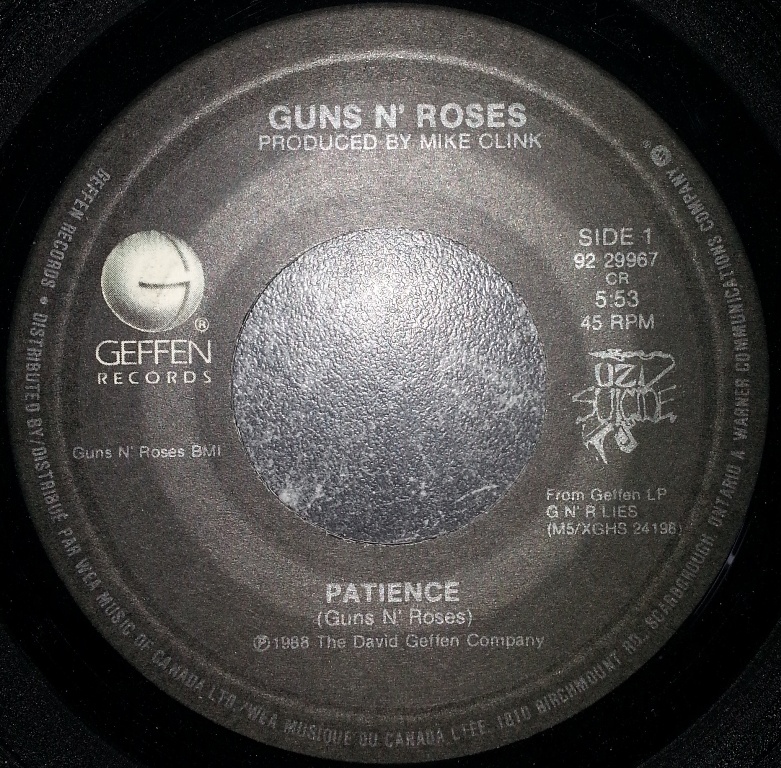 GUNS N' ROSES
PRODUCED BY MIKE CLINK
G
®
GEFFEN
RECORDS
Guns N' Roses BMI
SIDE 1
92 29967
CR
5:53
45 RPM
UZI
SUICIDE
From Geffen LP
G N' R LIES
(M5/XGHS 24198)
PATIENCE
(Guns N' Roses)
℗1988 The David Geffen Company
GEFFEN RECORDS • DISTRIBUTED BY/DISTRIBUÉ PAR WEA MUSIC OF CANADA LTD./WEA MUSIQUE DU CANADA LTÉE. 1810 BIRCHMOUNT RD., SCARBOROUGH, ONTARIO A WARNER COMMUNICATIONS COMPANY